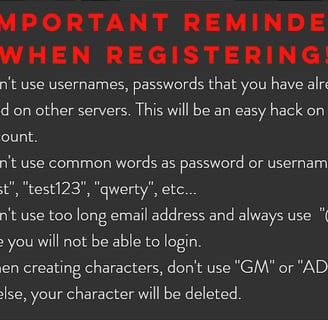 MPORTANT REMINDE
WHEN REGISTERING!
n't use usernames, passwords that you have alre
d on other servers. This will be an easy hack on
ount.
n't use common words as password or usernam
st", "test123", "qwerty", etc...
n't use too long email address and always use "@
e you will not be able to login.
en creating characters, don't use "GM" or "AD
else, your character will be deleted.